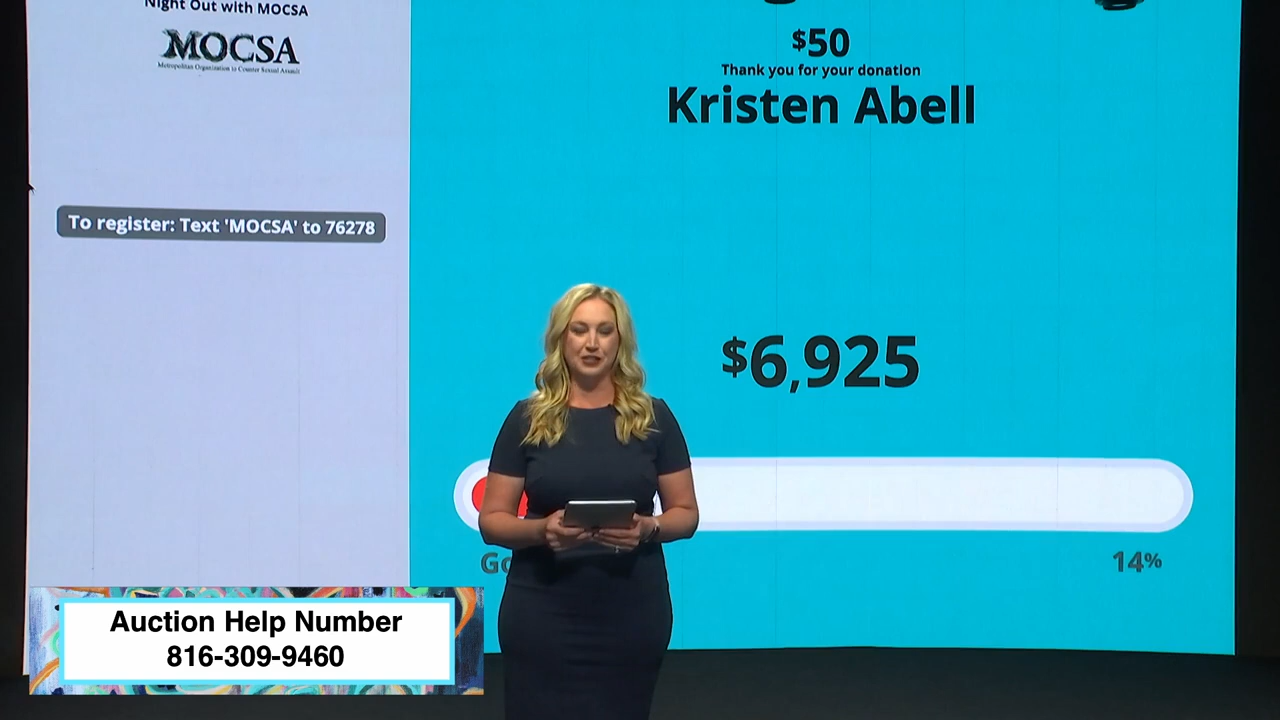 Night Out with MOCSA
MOCSA
Metropolitan Organization to Counter Sexual Assault
To register: Text 'MOCSA' to 76278
$50
Thank you for your donation
Kristen Abell
$6,925
14%
Auction Help Number
816-309-9460